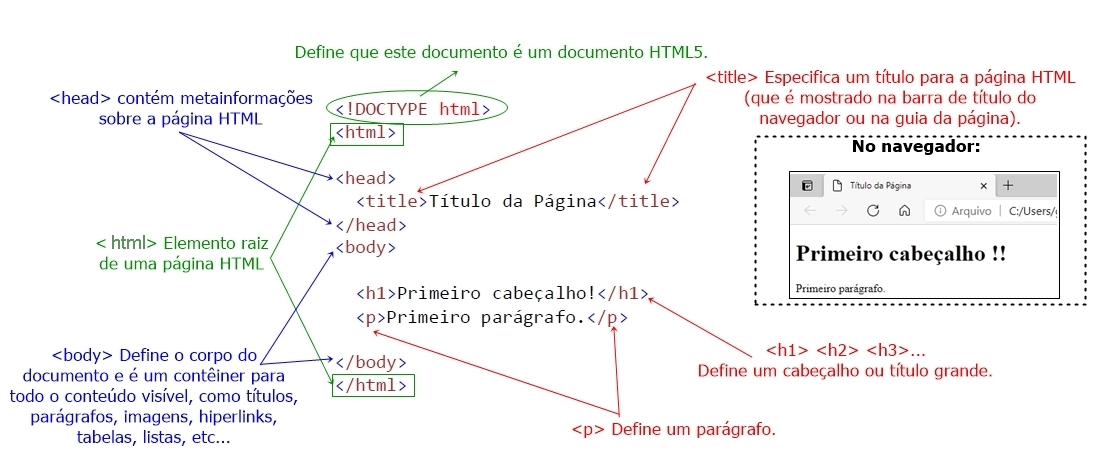 Define que este documento é um documento HTML5.
<head> contém metainformações
sobre a página HTML
<title> Especifica um título para a página HTML
(que é mostrado na barra de título do
navegador ou na guia da página).
<!DOCTYPE html>
<html>
<head>
<title>Título da Página</title>
</head>
<body>
<h1>Primeiro cabeçalho!</h1>
<p>Primeiro parágrafo.</p>
</body>
</html>
< html> Elemento raiz
de uma página HTML
<body> Define o corpo do
documento e é um contêiner para
todo o conteúdo visível, como títulos,
parágrafos, imagens, hiperlinks,
tabelas, listas, etc...
No navegador:
Título da Página
Arquivo | C:/Users/g
Primeiro cabeçalho !!
Primeiro parágrafo.
<h1> <h2> <h3>...
Define um cabeçalho ou título grande.
<p> Define um parágrafo.